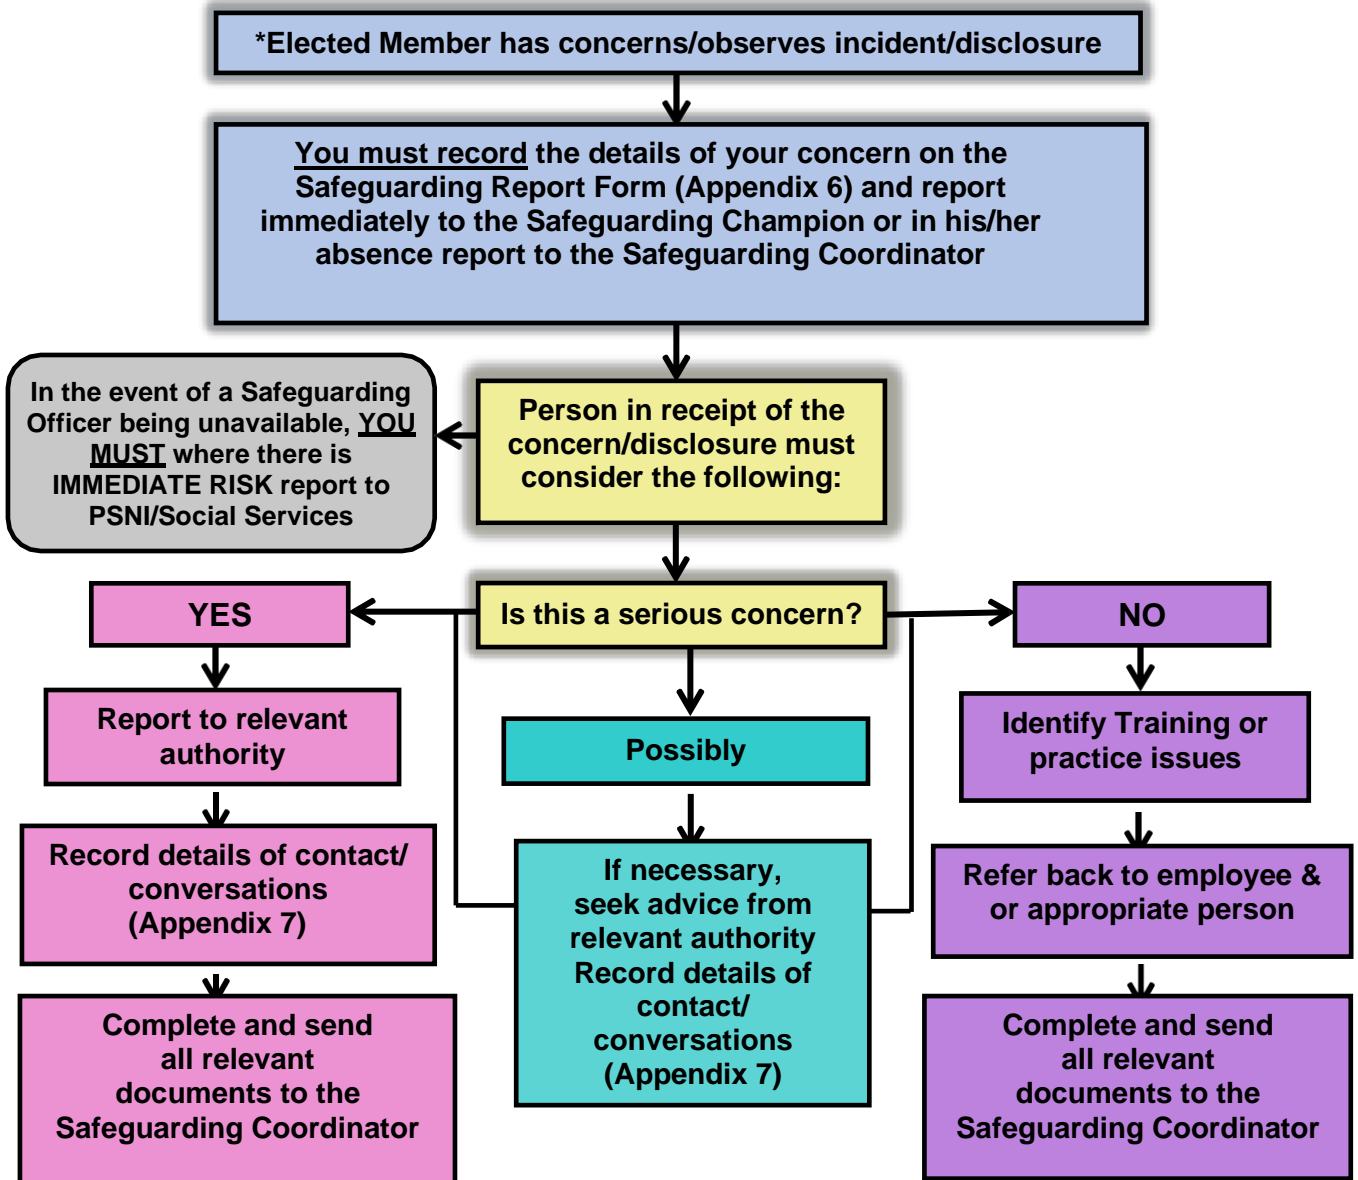 *Elected Member has concerns/observes incident/disclosure
You must record the details of your concern on the
Safeguarding Report Form (Appendix 6) and report
immediately to the Safeguarding Champion or in his/her
absence report to the Safeguarding Coordinator
In the event of a Safeguarding
Officer being unavailable, YOU
MUST where there is
IMMEDIATE RISK report to
PSNI/Social Services
Person in receipt of the
concern/disclosure must
consider the following:
Is this a serious concern?
YES
Report to relevant
authority
Record details of contact/
conversations
(Appendix 7)
Complete and send
all relevant
documents to the
Safeguarding Coordinator
Possibly
If necessary,
seek advice from
relevant authority
Record details of
contact/
conversations
(Appendix 7)
NO
Identify Training or
practice issues
Refer back to employee &
or appropriate person
Complete and send
all relevant
documents to the
Safeguarding Coordinator